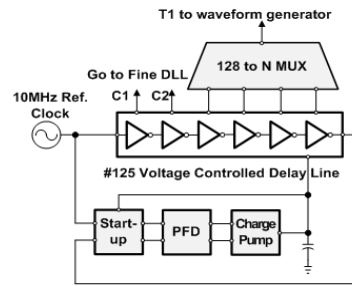 T1 to waveform generator
128 to N MUX
Go to Fine DLL
C1
C2
10MHz Ref.
Clock
#125 Voltage Controlled Delay Line
Start-
up
PFD
Charge
Pump